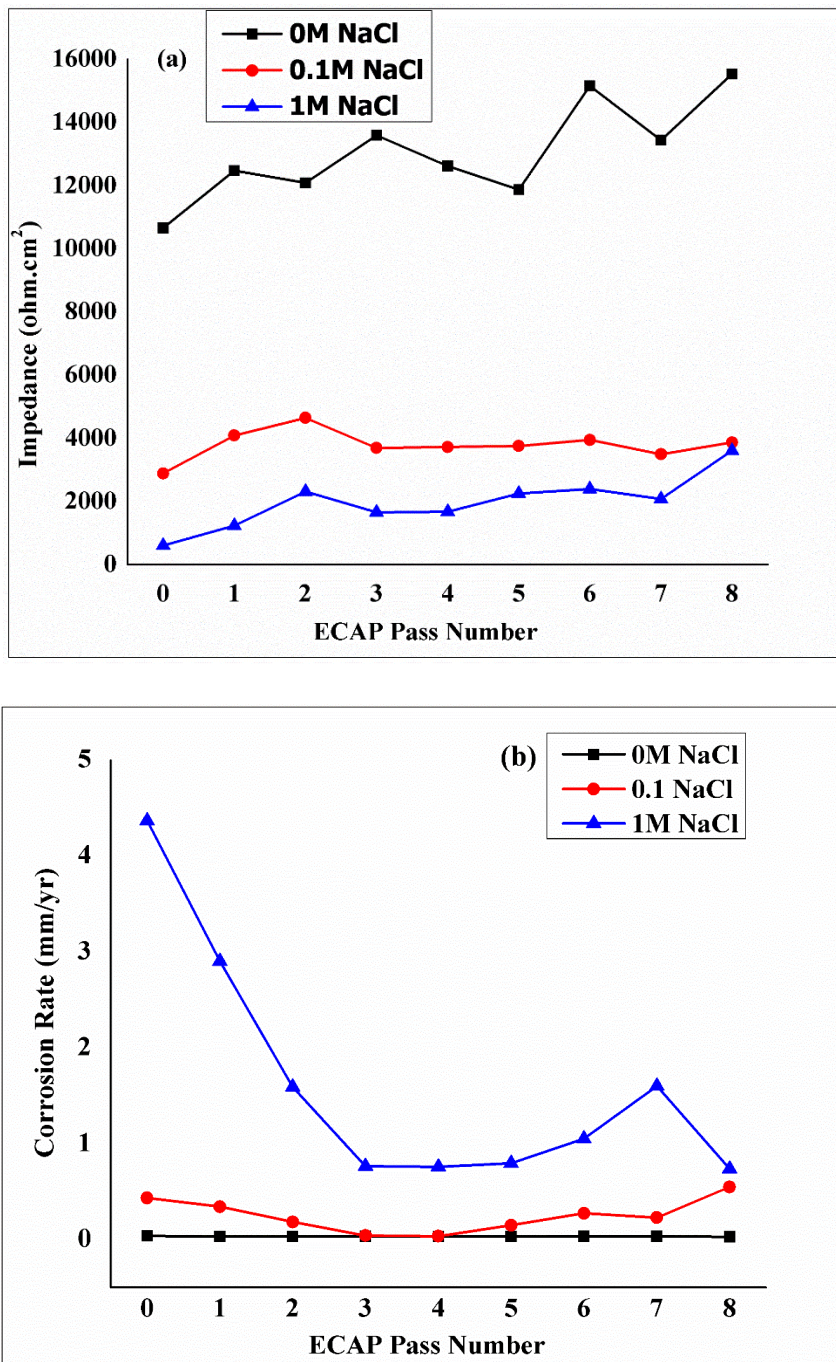 (a)
0M NaCl
0.1M NaCl
1M NaCl
16000
14000
12000
10000
8000
6000
4000
2000
0
Impedance (ohm.cm²)
0 1 2 3 4 5 6 7 8
ECAP Pass Number
(b)
0M NaCl
0.1 NaCl
1M NaCl
5
4
3
2
1
0
Corrosion Rate (mm/yr)
0 1 2 3 4 5 6 7 8
ECAP Pass Number